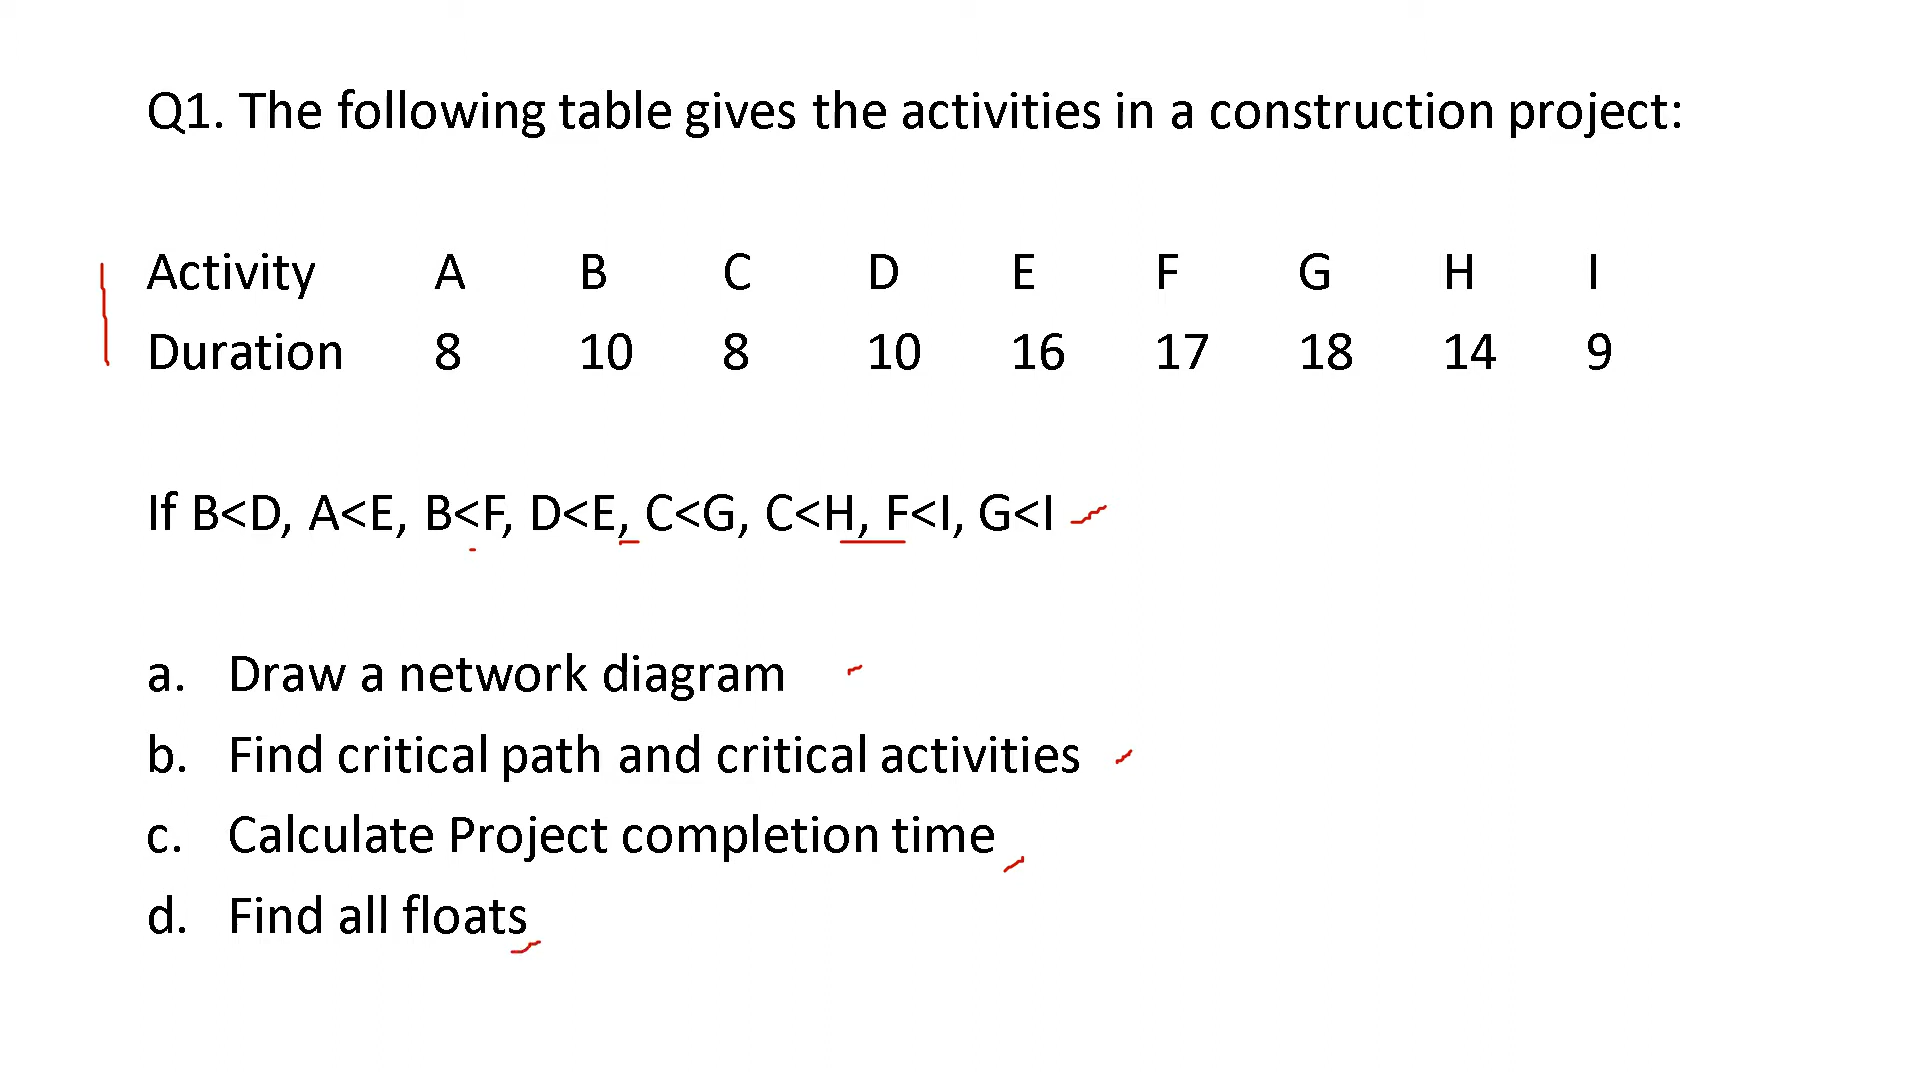 Q1. The following table gives the activities in a construction project:
Activity A B C D E F G H I
Duration 8 10 8 10 16 17 18 14 9
If B<D, A<E, B<F, D<E, C<G, C<H, F<I, G<I
a. Draw a network diagram
b. Find critical path and critical activities
c. Calculate Project completion time
d. Find all floats